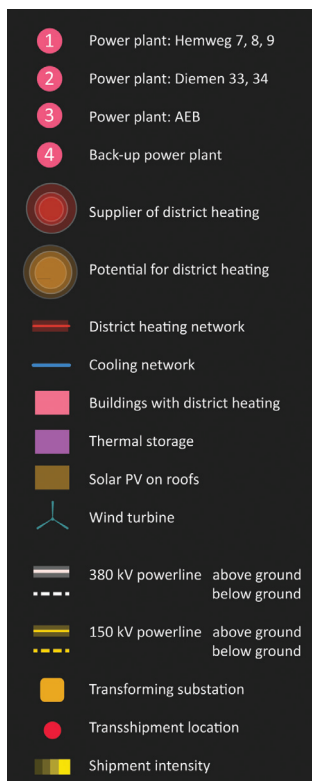 1 Power plant: Hemweg 7, 8, 9
2 Power plant: Diemen 33, 34
3 Power plant: AEB
4 Back-up power plant
Supplier of district heating
Potential for district heating
District heating network
Cooling network
Buildings with district heating
Thermal storage
Solar PV on roofs
Wind turbine
380 kV powerline above ground
below ground
150 kV powerline above ground
below ground
Transforming substation
Transshipment location
Shipment intensity